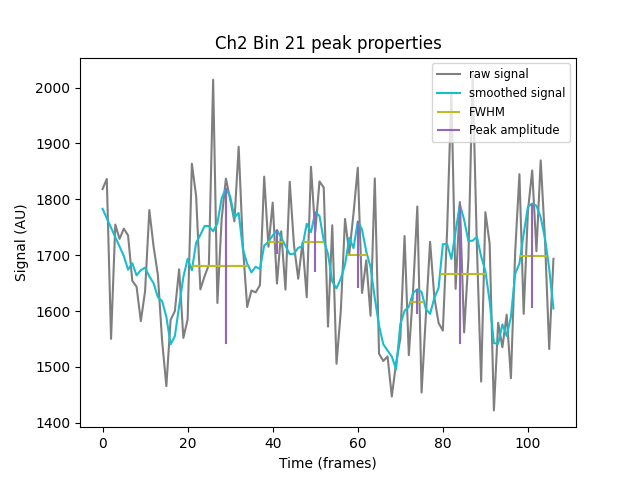 Ch2 Bin 21 peak properties
raw signal
smoothed signal
FWHM
Peak amplitude
Signal (AU)
2000
1900
1800
1700
1600
1500
1400
0 20 40 60 80 100
Time (frames)